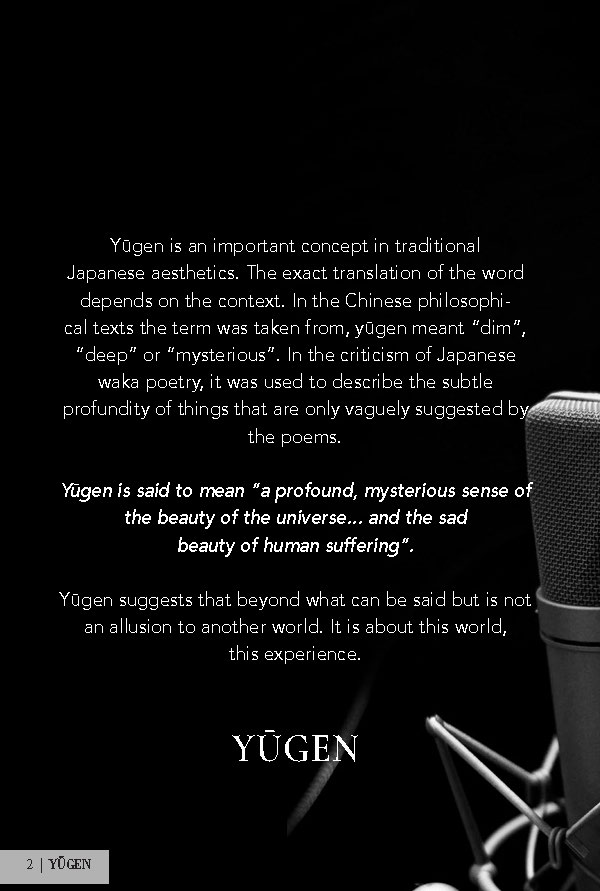 Yūgen is an important concept in traditional
Japanese aesthetics. The exact translation of the word
depends on the context. In the Chinese philosophi-
cal texts the term was taken from, yūgen meant “dim”,
“deep” or “mysterious”. In the criticism of Japanese
waka poetry, it was used to describe the subtle
profundity of things that are only vaguely suggested by
the poems.
Yūgen is said to mean “a profound, mysterious sense of
the beauty of the universe... and the sad
beauty of human suffering”.
Yūgen suggests that beyond what can be said but is not
an allusion to another world. It is about this world,
this experience.
YŪGEN
2 | YŪGEN